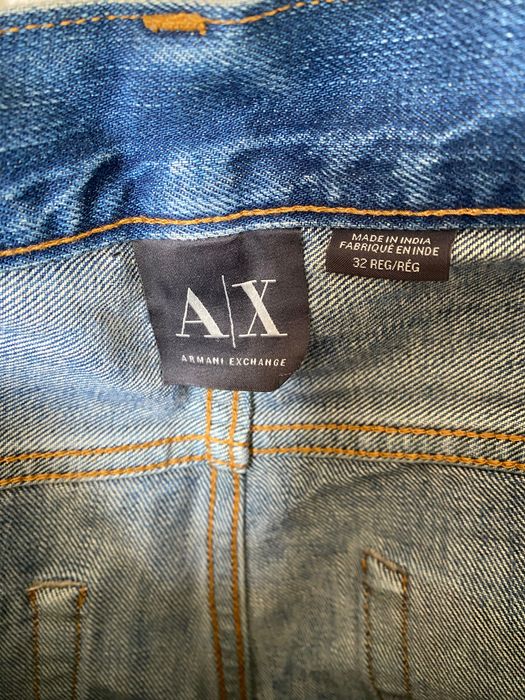 A|X
ARMANI EXCHANGE
MADE IN INDIA
FABRIQUÉ EN INDE
32 REG/RÉG